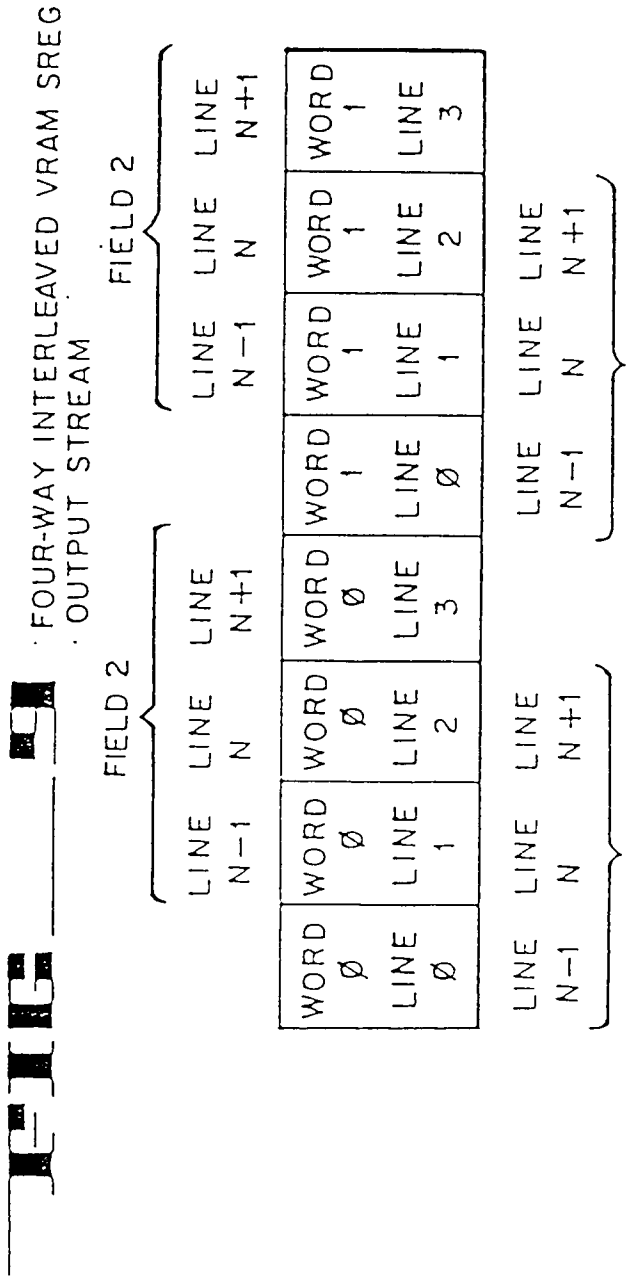 FIG
FOUR-WAY INTERLEAVED VRAM SREG
OUTPUT STREAM
FIELD 2 FIELD 2
LINE LINE LINE LINE LINE LINE
N-1 N N+1 N-1 N N+1
WORD WORD WORD WORD WORD WORD WORD WORD
Ø Ø Ø Ø 1 1 1 1
LINE LINE LINE LINE LINE LINE LINE LINE
Ø 1 2 3 Ø 1 2 3
LINE LINE LINE LINE LINE LINE
N-1 N N+1 N-1 N N+1